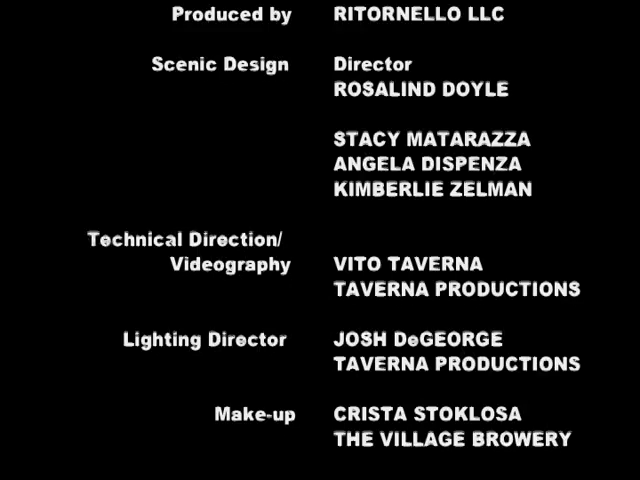 Produced by RITORNELLO LLC
Scenic Design Director
ROSALIND DOYLE
STACY MATARAZZA
ANGELA DISPENZA
KIMBERLIE ZELMAN
Technical Direction/
Videography VITO TAVERNA
TAVERNA PRODUCTIONS
Lighting Director JOSH DeGEORGE
TAVERNA PRODUCTIONS
Make-up CRISTA STOKLOSA
THE VILLAGE BROWERY